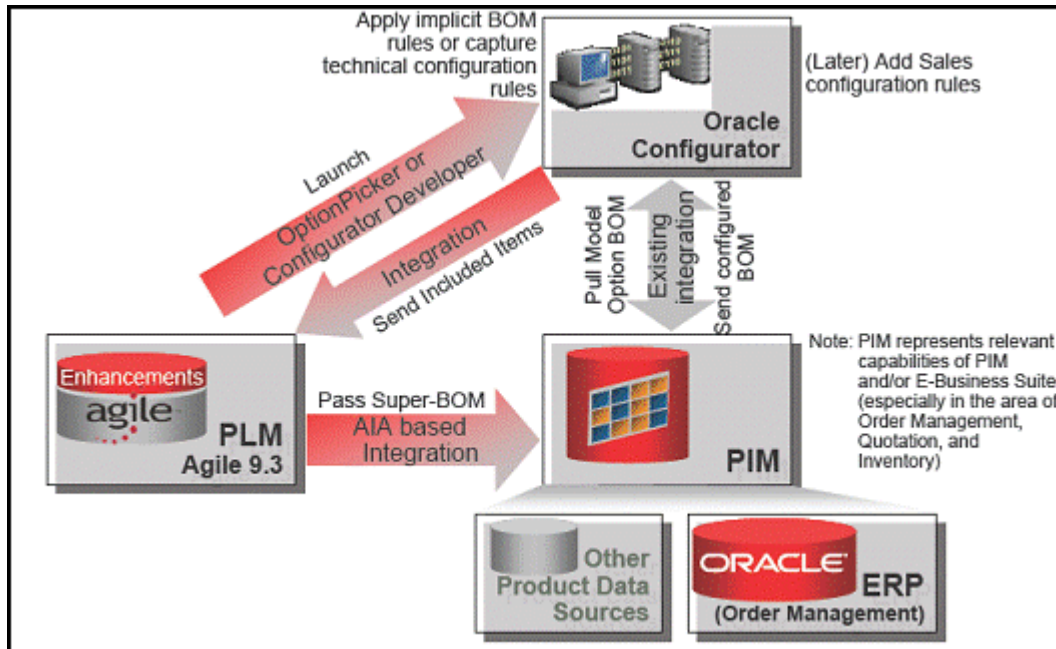 Apply implicit BOM
rules or capture
technical configuration
rules
(Later) Add Sales
configuration rules
Oracle
Configurator
Launch
OptionPicker or
Configurator Developer
Integration
Send Included Items
Pull Model
Option BOM
Existing
integration
Send configured
BOM
Enhancements
agile
PLM
Agile 9.3
Pass Super-BOM
AIA based
Integration
PIM
Note: PIM represents relevant
capabilities of PIM
and/or E-Business Suite
(especially in the area of
Order Management,
Quotation, and
Inventory)
Other
Product Data
Sources
ORACLE
ERP
(Order Management)